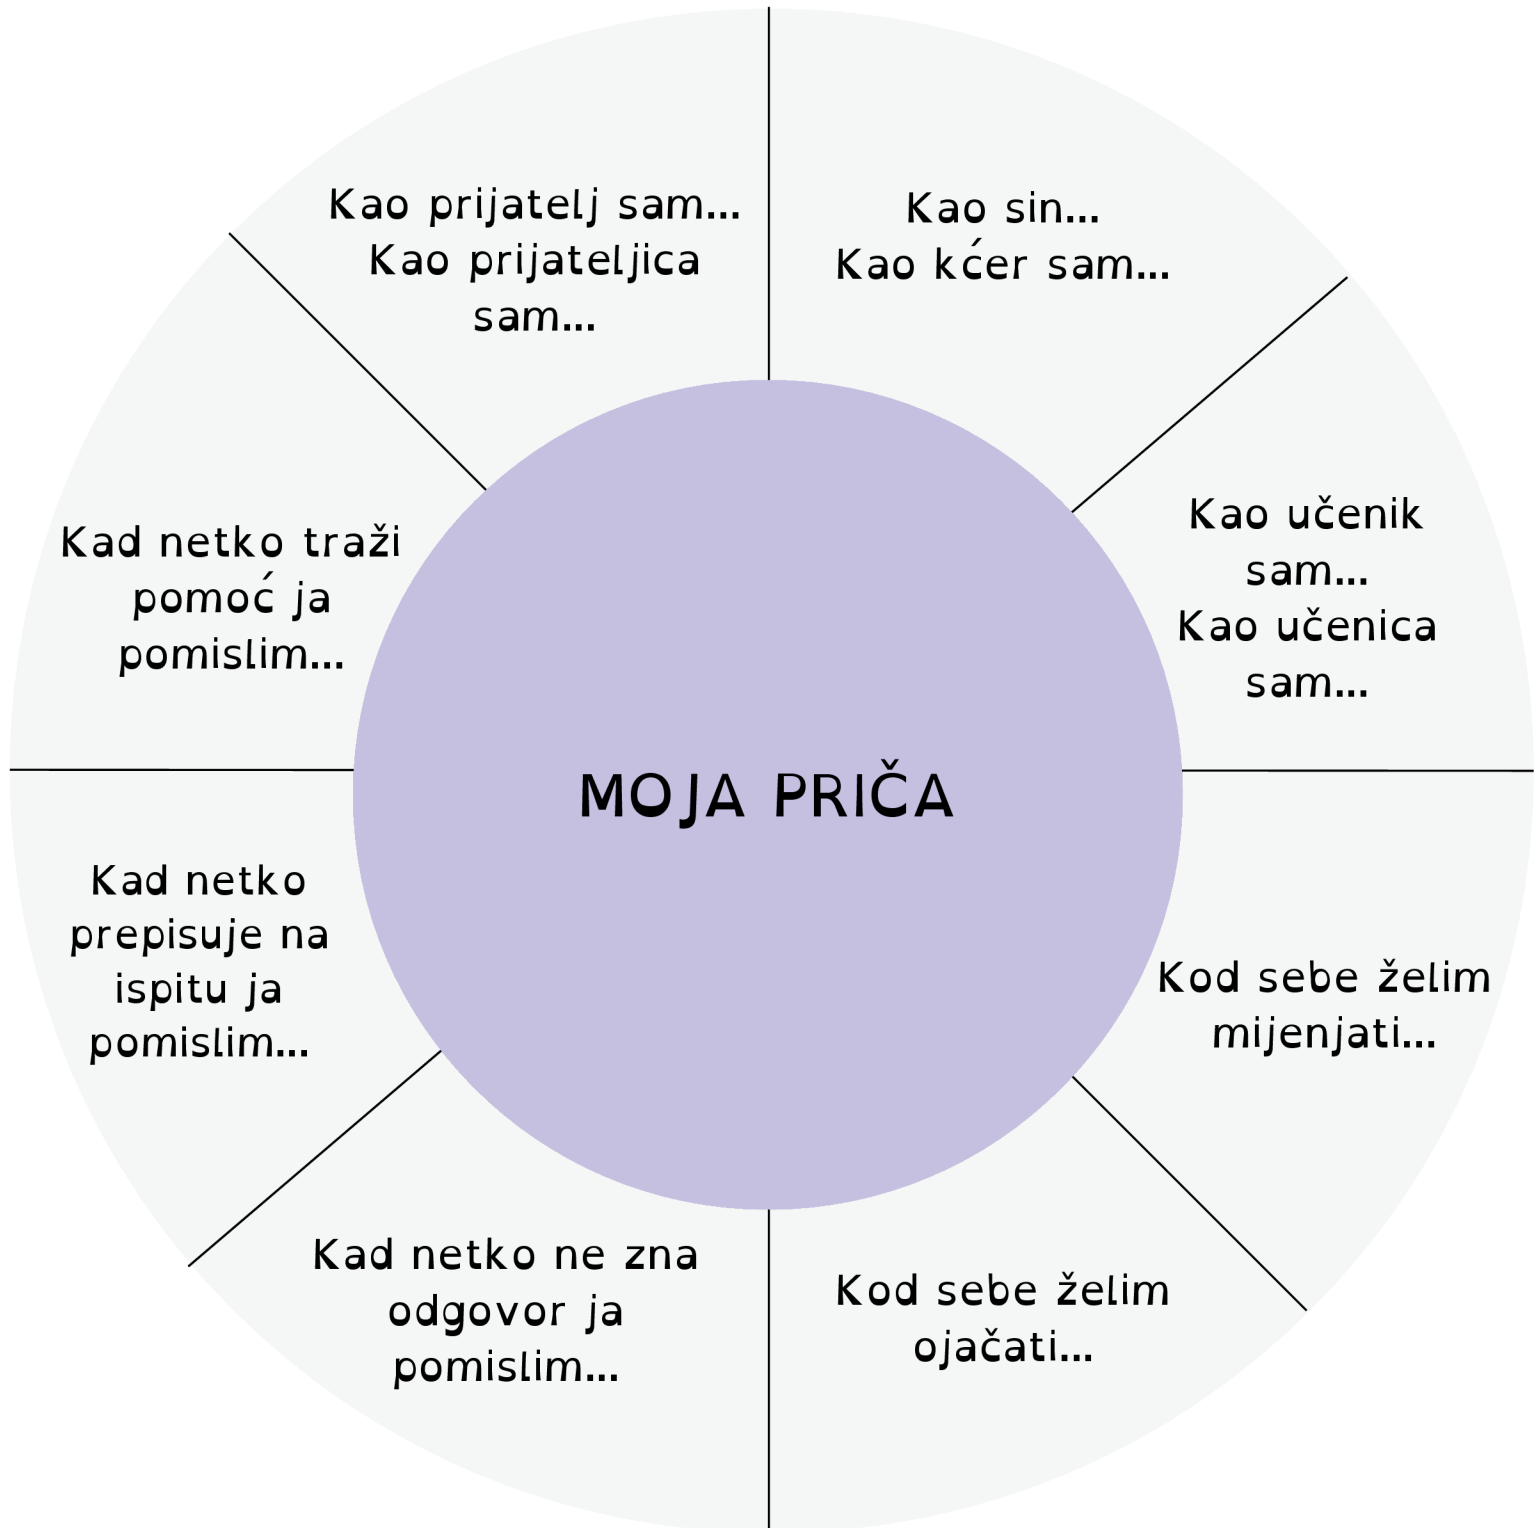 Kao prijatelj sam...
Kao prijateljica
sam...
Kao sin...
Kao kćer sam...
Kao učenik
sam...
Kao učenica
sam...
Kod sebe želim
mijenjati...
Kod sebe želim
ojačati...
Kad netko ne zna
odgovor ja
pomislim...
Kad netko
prepisuje na
ispitu ja
pomislim...
Kad netko traži
pomoć ja
pomislim...
MOJA PRIČA